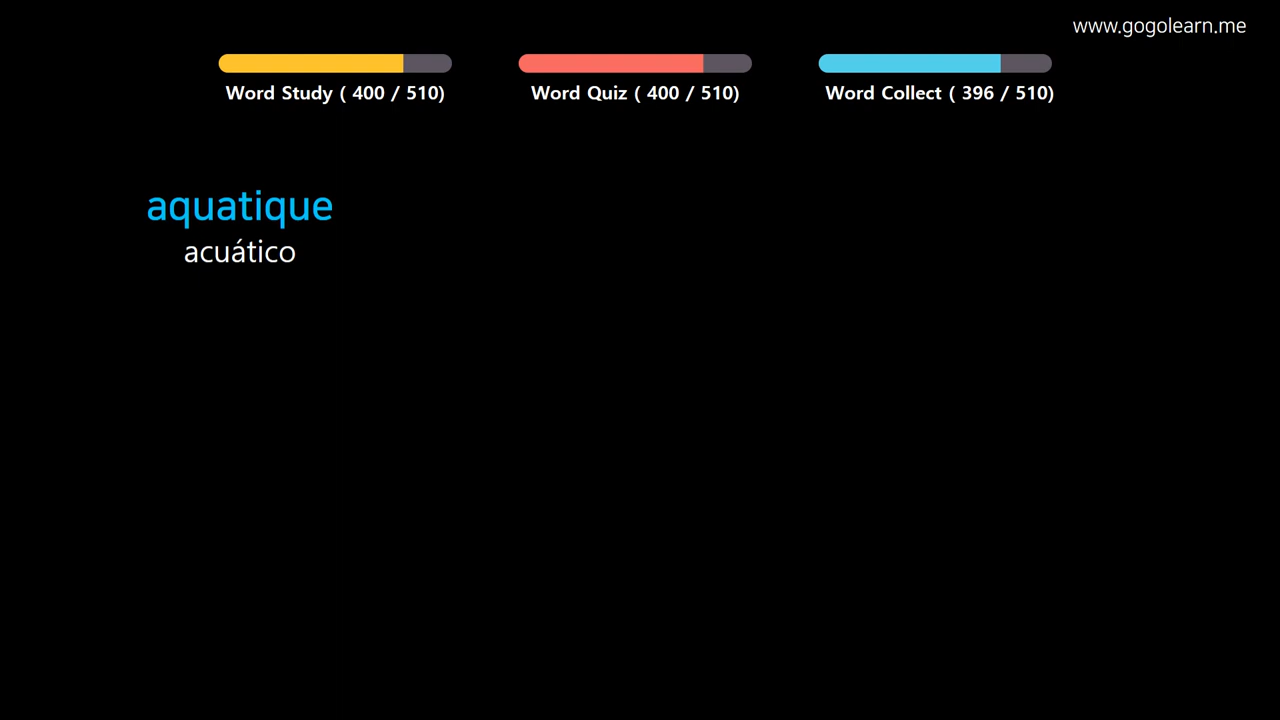 www.gogolearn.me
Word Study ( 400 / 510)
Word Quiz ( 400 / 510)
Word Collect ( 396 / 510)
aquatique
acuático